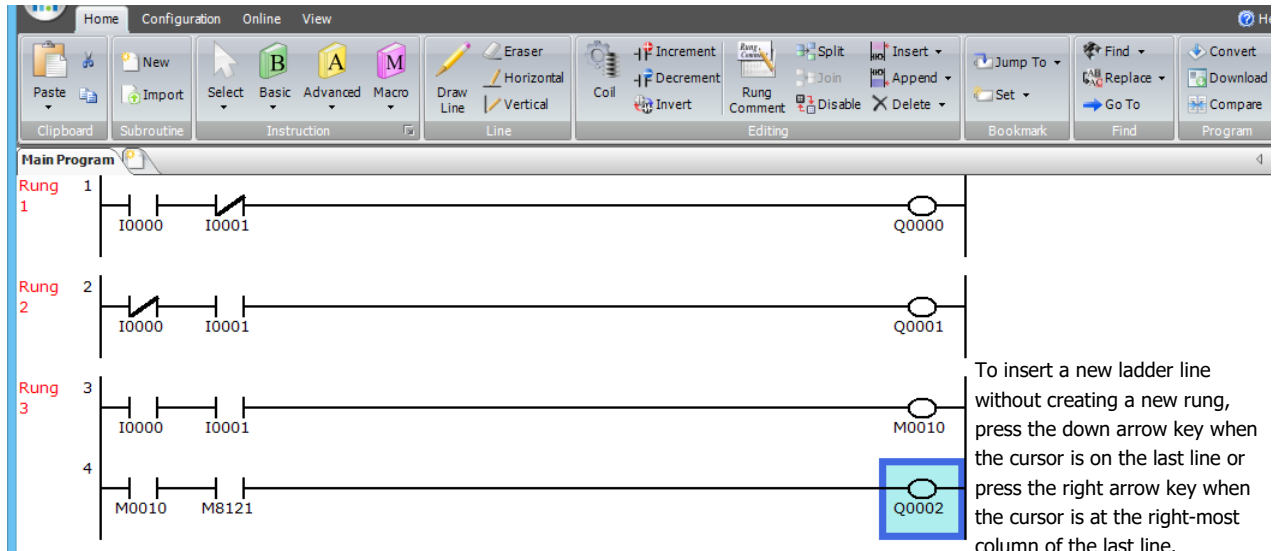 Home Configuration Online View
Paste
New
Import
Select Basic Advanced Macro
B A M
Draw Line
Eraser
Horizontal
Vertical
Coil
Increment
Decrement
Invert
Rung Comment
Split
Join
Disable
Insert
Append
Delete
Jump To
Set
Find
Replace
Go To
Convert
Download
Compare
Clipboard Subroutine Instruction Line Editing Bookmark Find Program
Main Program
Rung 1
1
I0000 I0001 Q0000
Rung 2
2
I0000 I0001 Q0001
Rung 3
3
I0000 I0001 M0010
4
M0010 M8121 Q0002
To insert a new ladder line
without creating a new rung,
press the down arrow key when
the cursor is on the last line or
press the right arrow key when
the cursor is at the right-most
column of the last line.